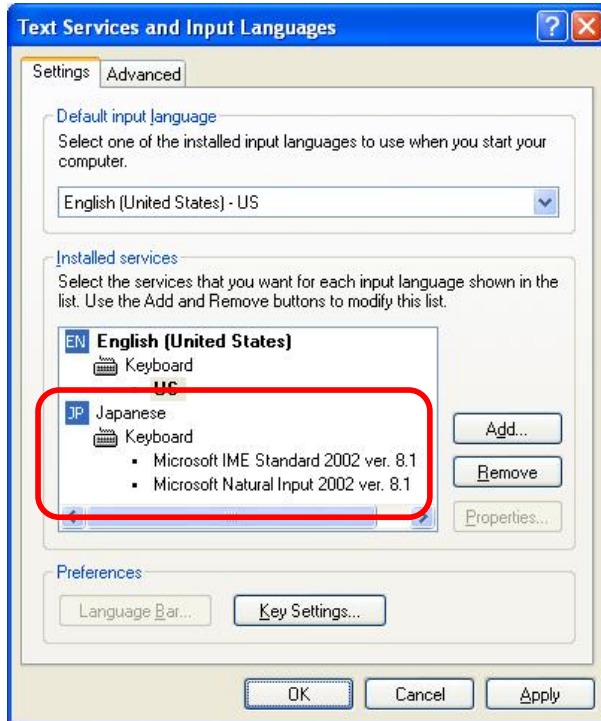 Text Services and Input Languages
Settings
Advanced
Default input language
Select one of the installed input languages to use when you start your
computer.
English (United States) - US
Installed services
Select the services that you want for each input language shown in the
list. Use the Add and Remove buttons to modify this list.
EN English (United States)
Keyboard
US
JP Japanese
Keyboard
Microsoft IME Standard 2002 ver. 8.1
Microsoft Natural Input 2002 ver. 8.1
Add...
Remove
Properties...
Preferences
Language Bar...
Key Settings...
OK
Cancel
Apply